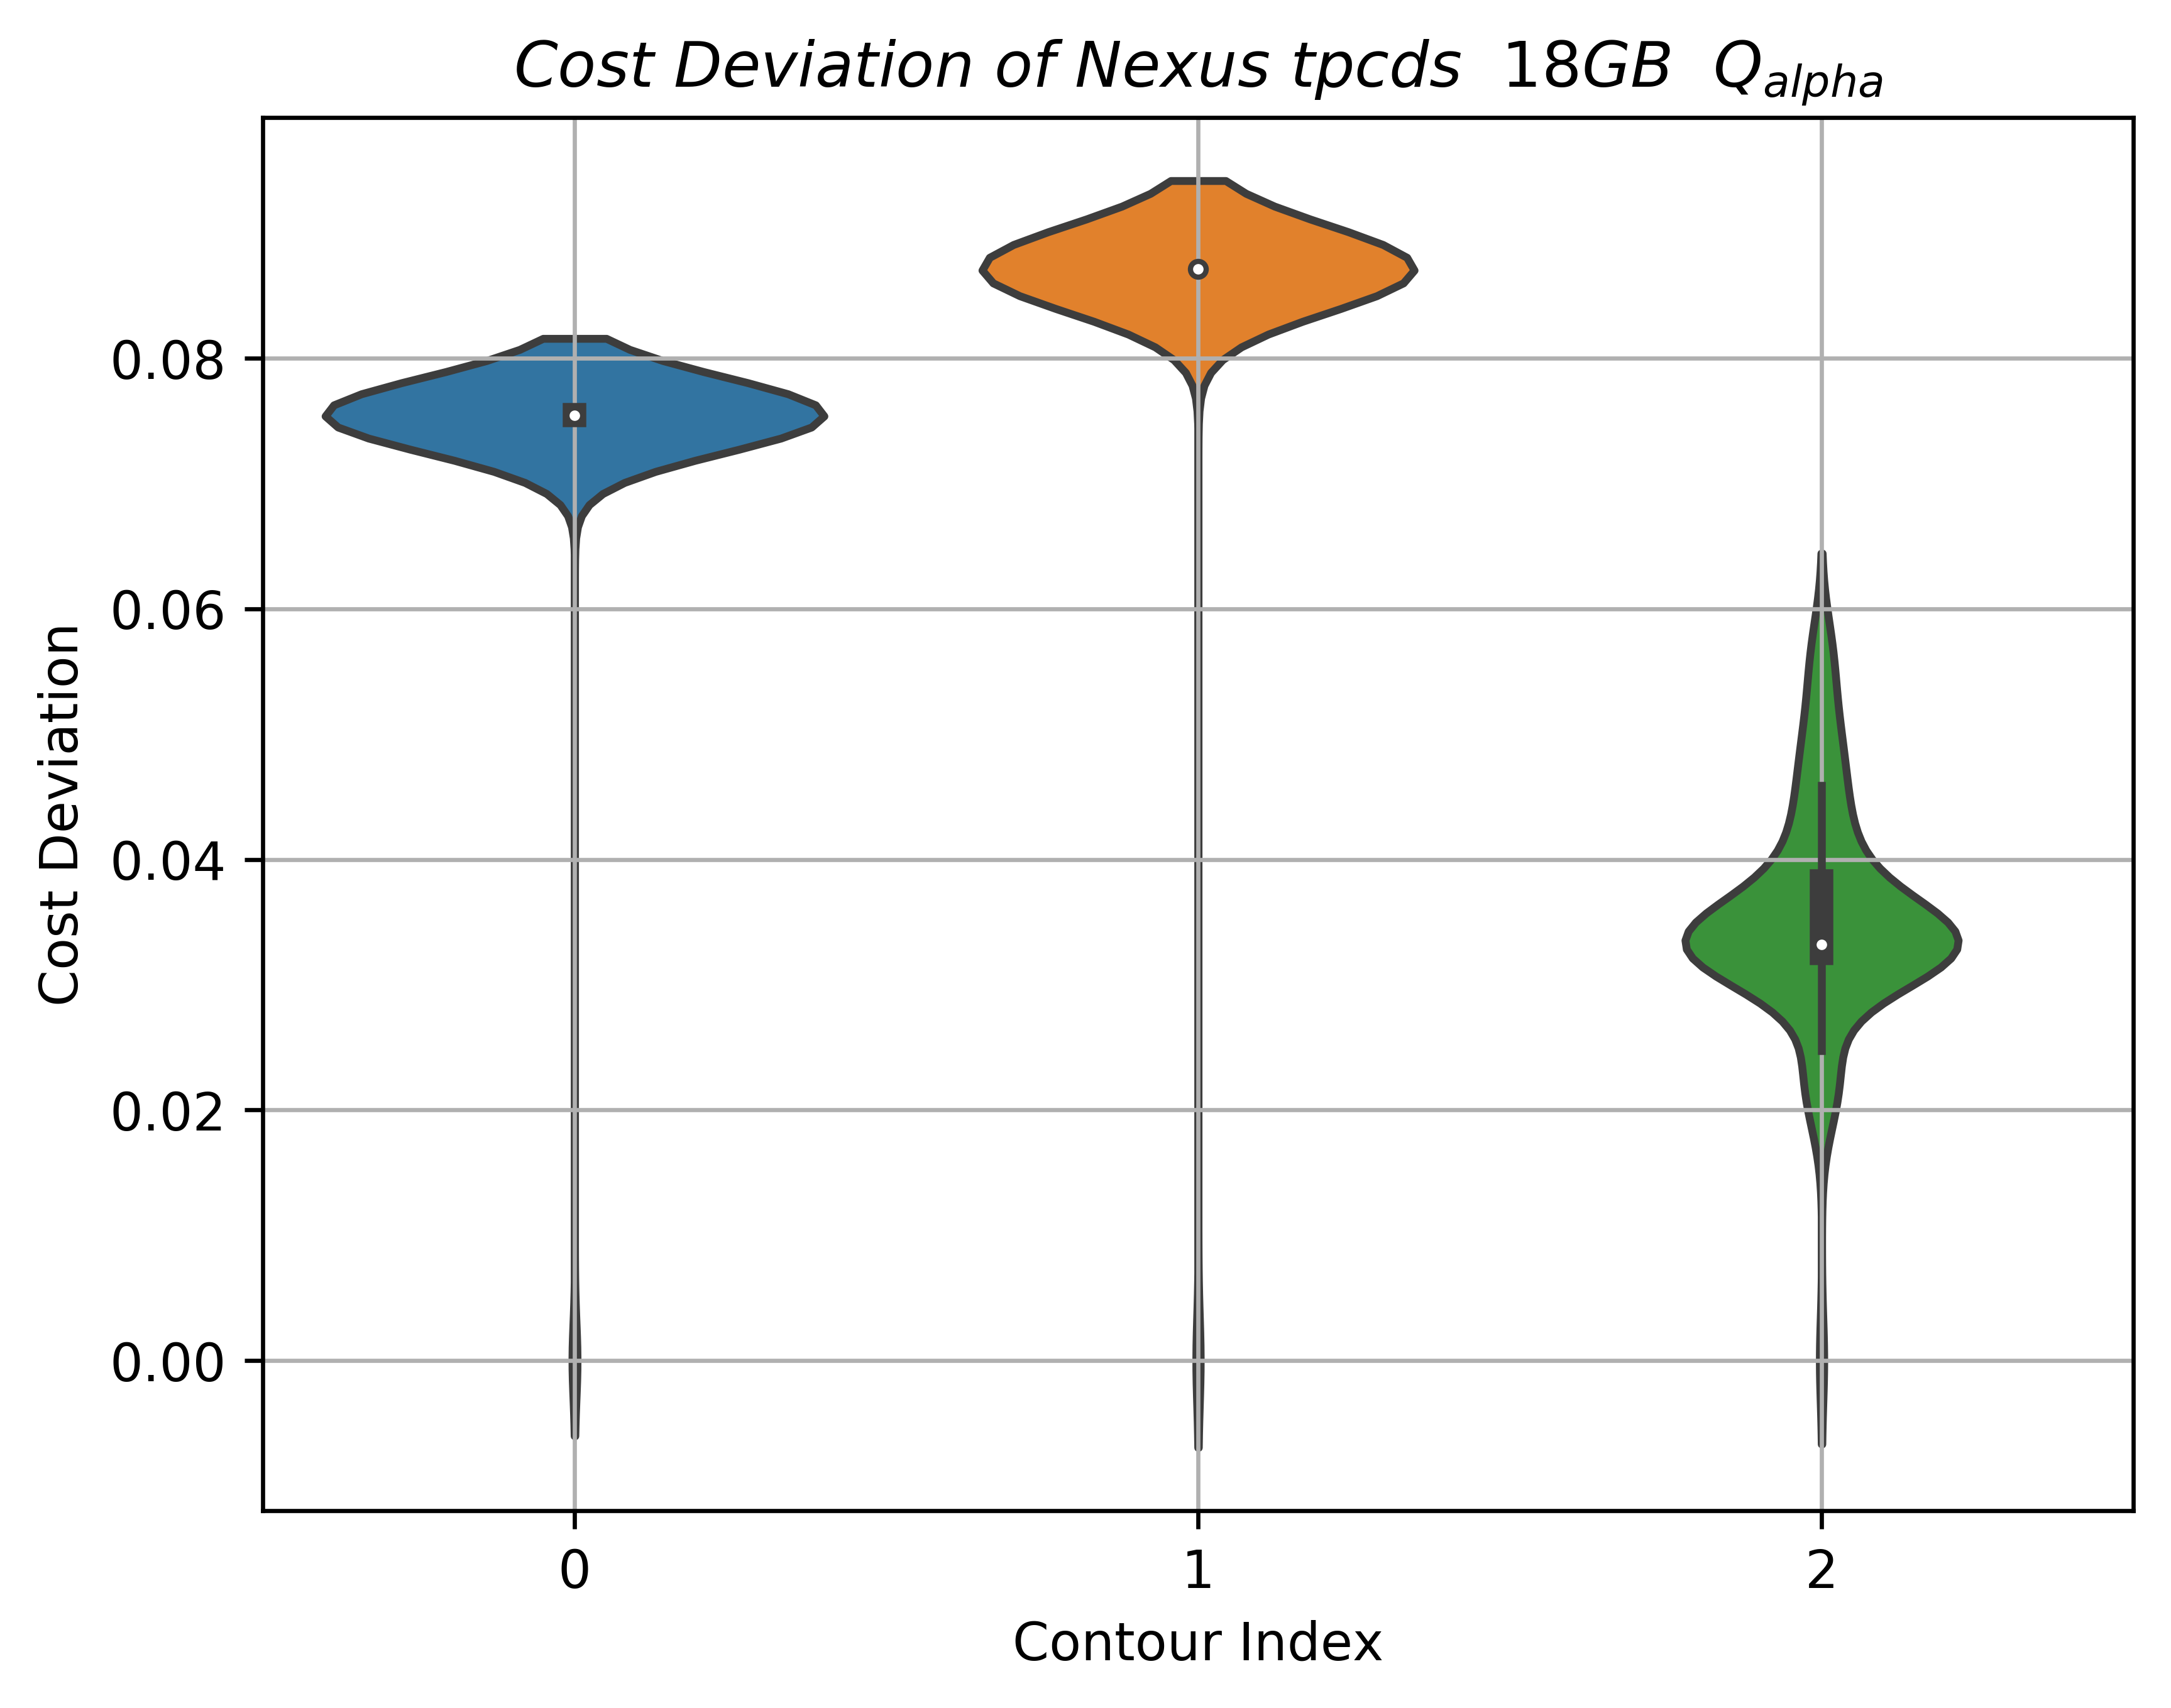 Cost Deviation of Nexus tpcds 18GB Q_alpha
Cost Deviation
0.08
0.06
0.04
0.02
0.00
0 1 2
Contour Index